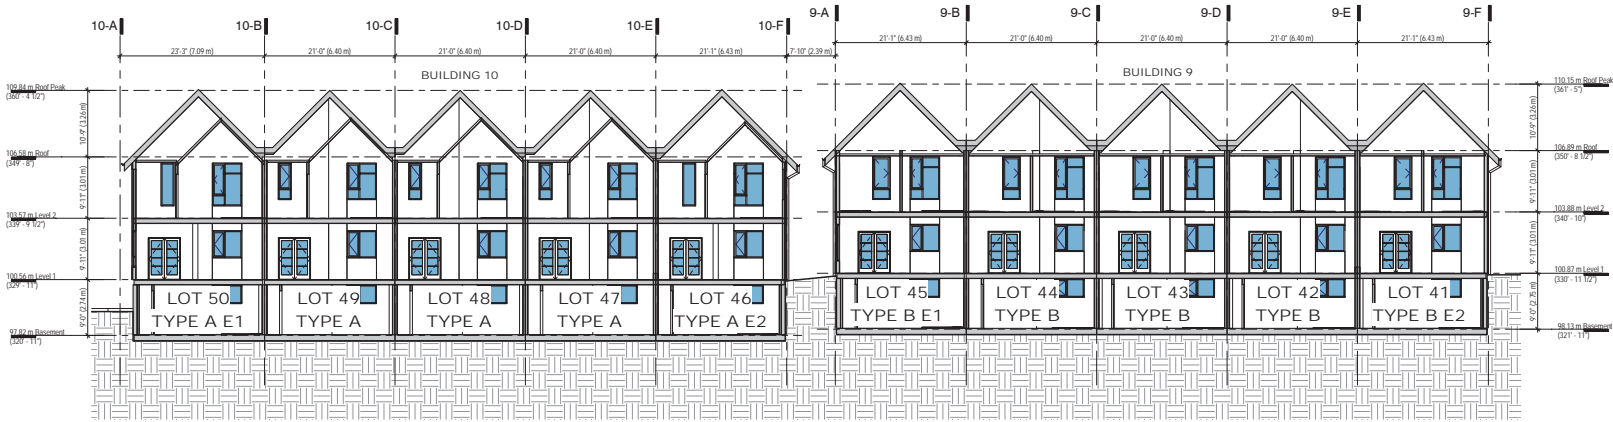 10-A
10-B
10-C
10-D
10-E
10-F
9-A
9-B
9-C
9-D
9-E
9-F
23'-3" (7.09 m)
21'-0" (6.40 m)
21'-0" (6.40 m)
21'-0" (6.40 m)
21'-1" (6.43 m)
7'-10" (2.39 m)
21'-1" (6.43 m)
21'-0" (6.40 m)
21'-0" (6.40 m)
21'-0" (6.40 m)
21'-1" (6.43 m)
BUILDING 10
BUILDING 9
109.84 m Roof Peak
(360' - 4 1/2")
10'-9" (3.26 m)
106.58 m Roof
(349' - 8")
9'-11" (3.01 m)
103.57 m Level 2
(339' - 9 1/2")
9'-11" (3.01 m)
100.56 m Level 1
(329' - 11")
9'-0" (2.74 m)
97.82 m Basement
(320' - 11")
LOT 50
TYPE A E1
LOT 49
TYPE A
LOT 48
TYPE A
LOT 47
TYPE A
LOT 46
TYPE A E2
LOT 45
TYPE B E1
LOT 44
TYPE B
LOT 43
TYPE B
LOT 42
TYPE B
LOT 41
TYPE B E2
110.15 m Roof Peak
(361' - 5")
10'-9" (3.26 m)
106.89 m Roof
(350' - 8 1/2")
9'-11" (3.01 m)
103.88 m Level 2
(340' - 10")
9'-11" (3.01 m)
100.87 m Level 1
(330' - 11 1/2")
9'-0" (2.75 m)
98.13 m Basement
(321' - 11")